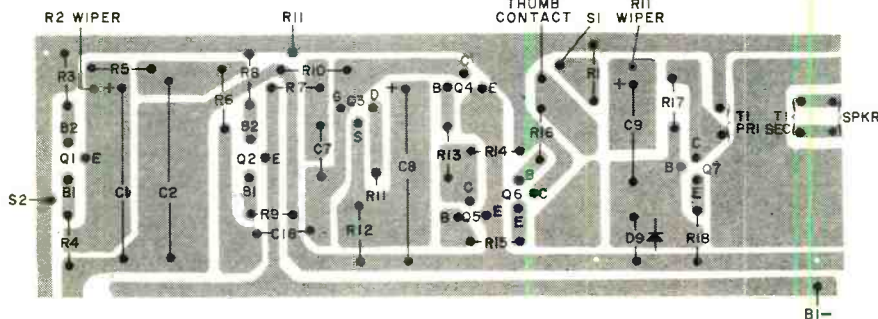 R2 WIPER R11 THUMB CONTACT S1 R11 WIPER
R3 R5 + R8 R10 C1 R1 +
R6 R7 + B Q4 E R17
G Q3 D C9 T1 PRI T1 SEC SPKR
B2 B2 S R16
Q1 E Q2 E C7 R13 R14 C
B1 C1 C2 B1 R11 C8 B Q7
S2 C B Q6 C E
R9 R12 B Q5 E E
R4 C16 R15 D9 R18
B1-